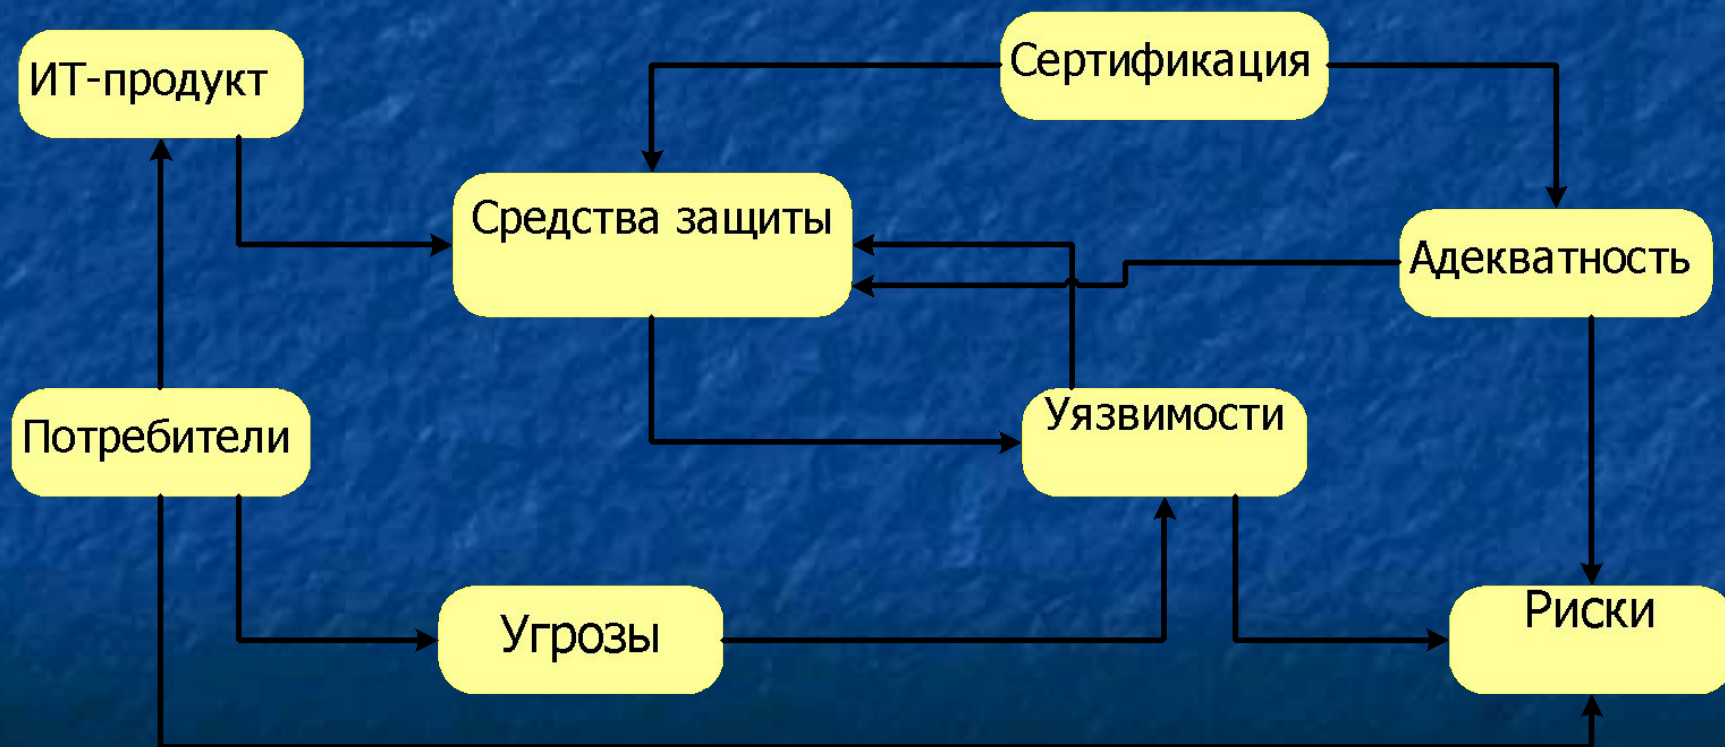 ИТ-продукт
Сертификация
Средства защиты
Адекватность
Потребители
Уязвимости
Угрозы
Риски